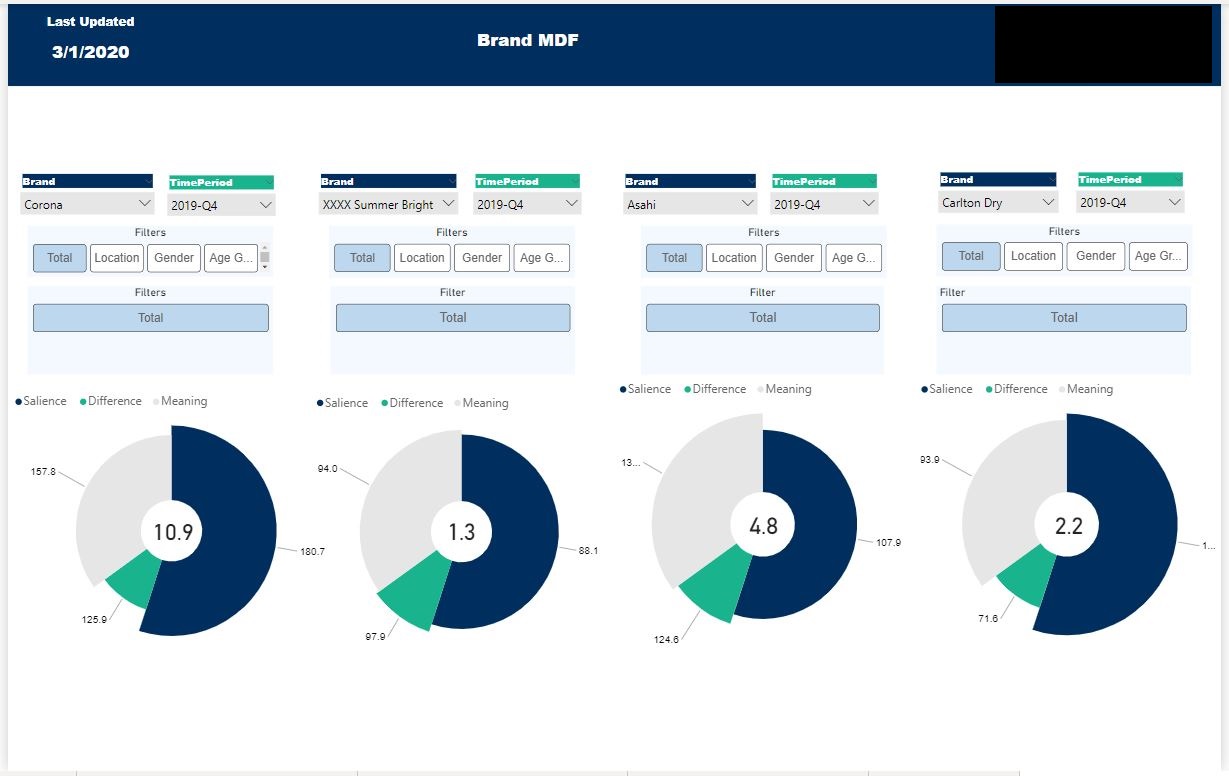 Last Updated
3/1/2020
Brand MDF
Brand
TimePeriod
Corona
2019-Q4
Filters
Total Location Gender Age G...
Filters
Total
Salience Difference Meaning
157.8
10.9
180.7
125.9
Brand
TimePeriod
XXXX Summer Bright
2019-Q4
Filters
Total Location Gender Age G...
Filter
Total
Salience Difference Meaning
94.0
1.3
88.1
97.9
Brand
TimePeriod
Asahi
2019-Q4
Filters
Total Location Gender Age G...
Filter
Total
Salience Difference Meaning
13...
4.8
107.9
124.6
Brand
TimePeriod
Carlton Dry
2019-Q4
Filters
Total Location Gender Age Gr...
Filter
Total
Salience Difference Meaning
93.9
2.2
1...
71.6